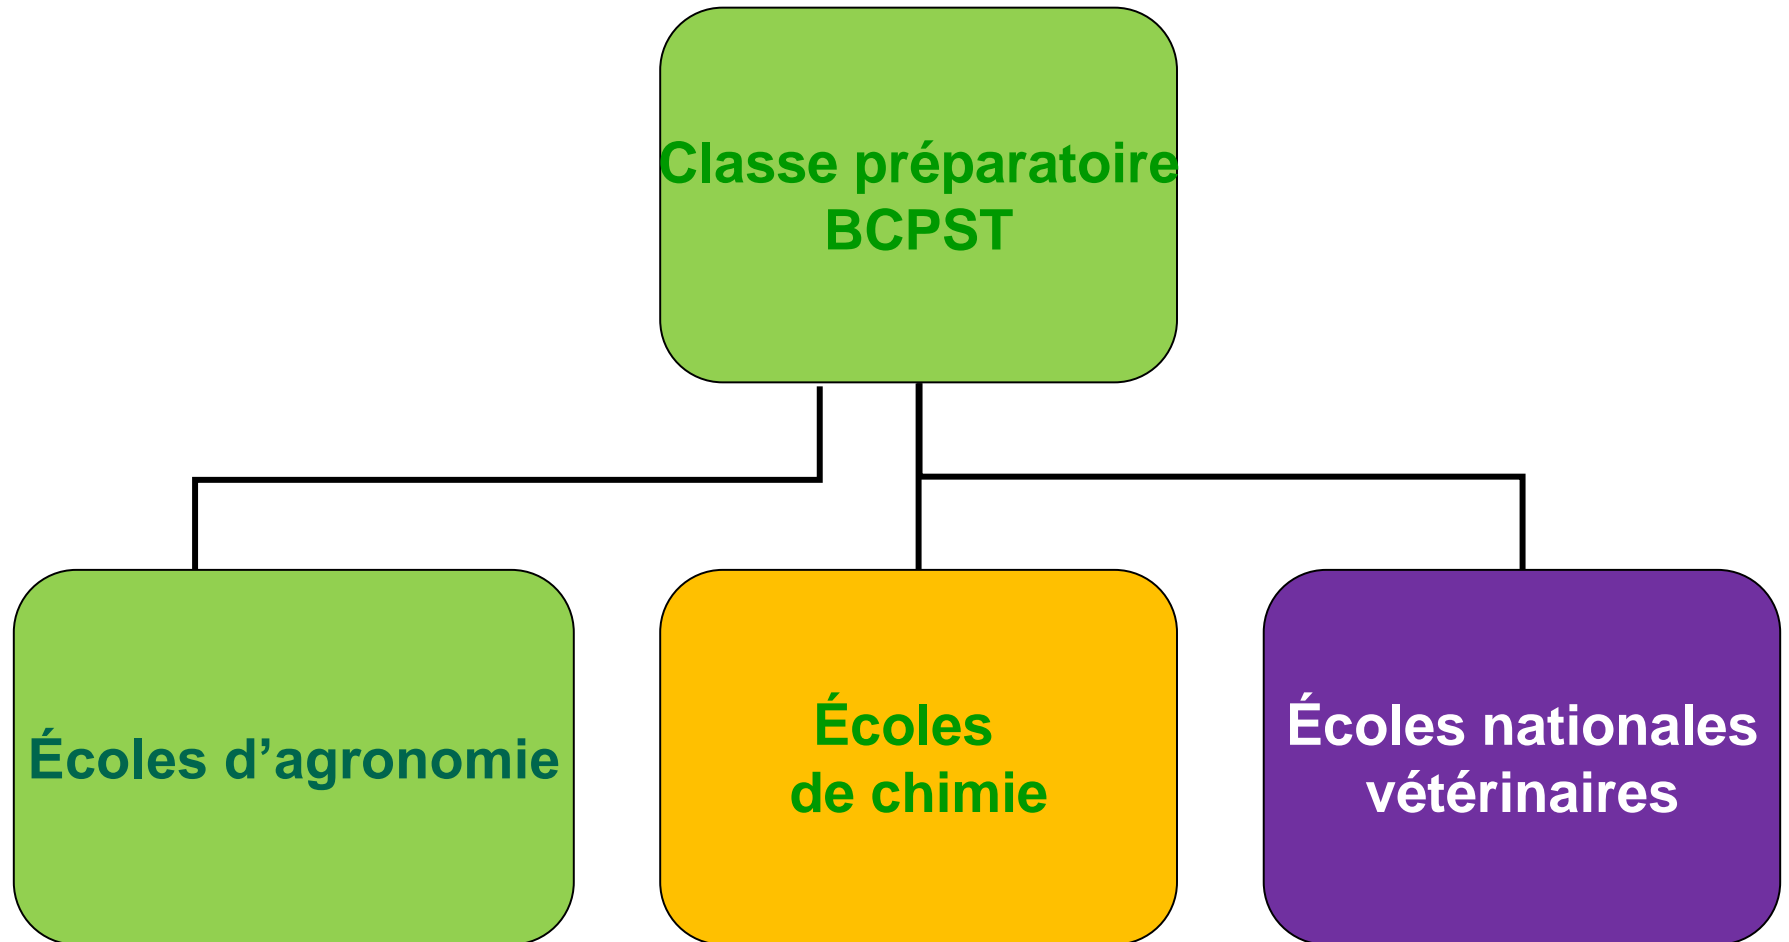 Classe préparatoire
BCPST
Écoles d’agronomie
Écoles
de chimie
Écoles nationales
vétérinaires